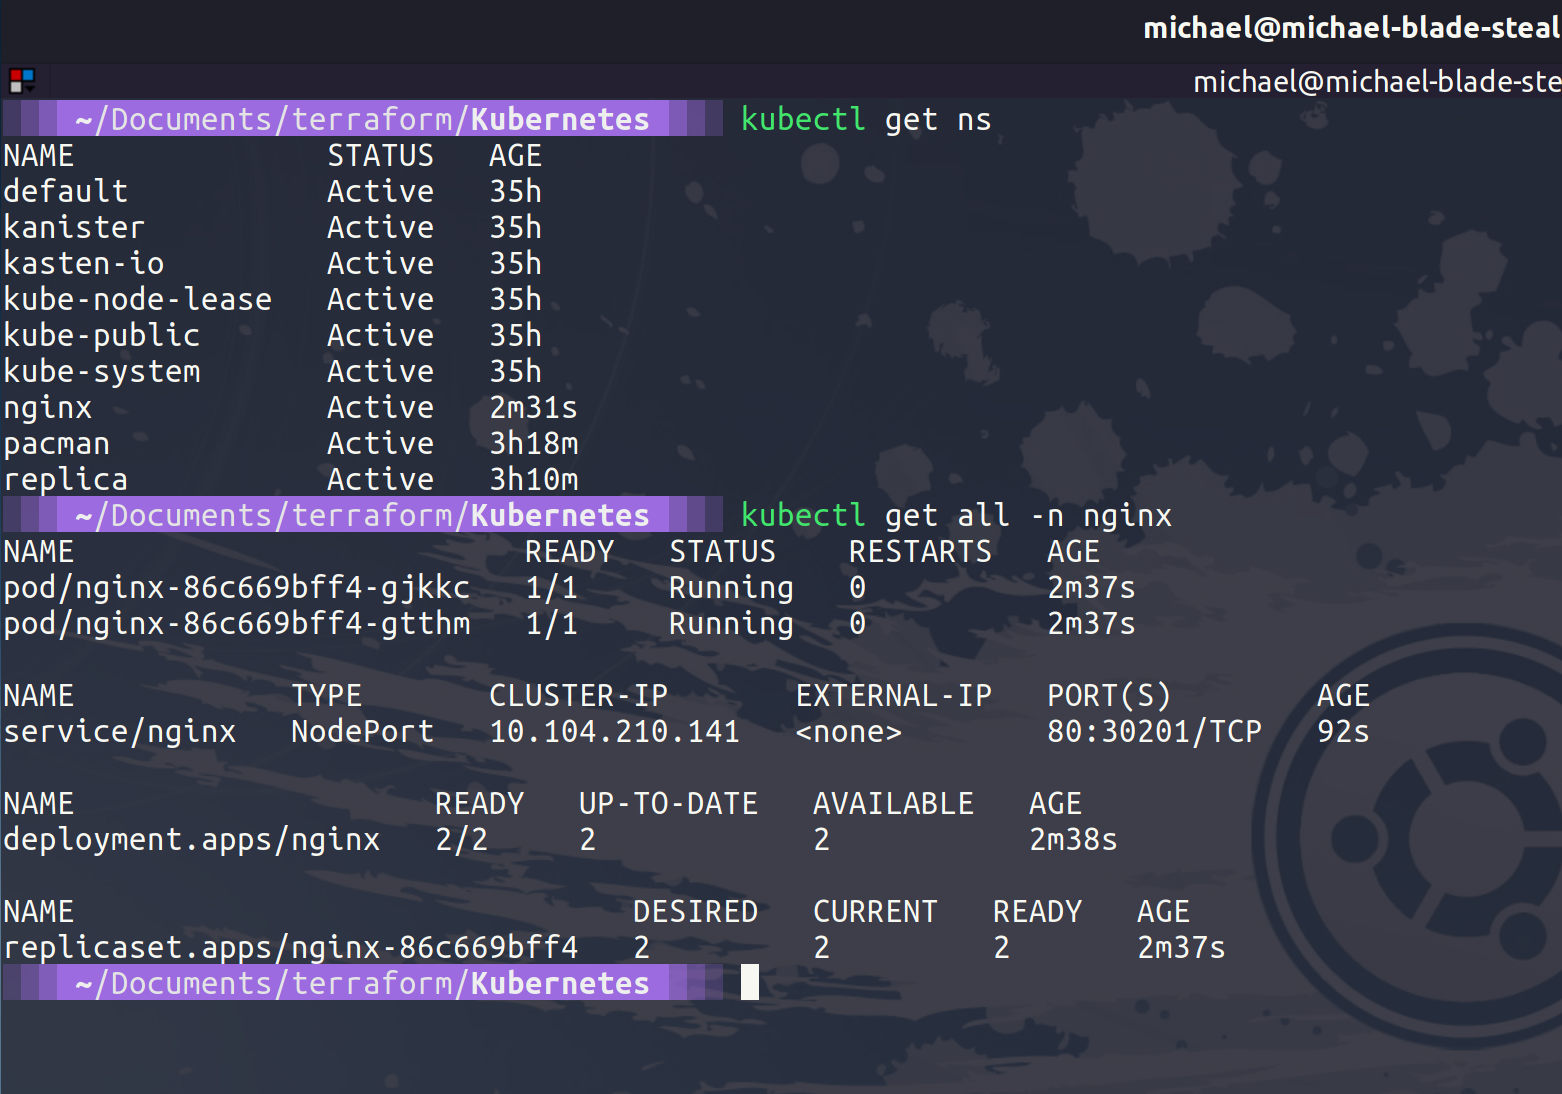 michael@michael-blade-steal
michael@michael-blade-ste
~/Documents/terraform/Kubernetes kubectl get ns
NAME STATUS AGE
default Active 35h
kanister Active 35h
kasten-io Active 35h
kube-node-lease Active 35h
kube-public Active 35h
kube-system Active 35h
nginx Active 2m31s
pacman Active 3h18m
replica Active 3h10m
~/Documents/terraform/Kubernetes kubectl get all -n nginx
NAME READY STATUS RESTARTS AGE
pod/nginx-86c669bff4-gjkkc 1/1 Running 0 2m37s
pod/nginx-86c669bff4-gtthm 1/1 Running 0 2m37s
NAME TYPE CLUSTER-IP EXTERNAL-IP PORT(S) AGE
service/nginx NodePort 10.104.210.141 <none> 80:30201/TCP 92s
NAME READY UP-TO-DATE AVAILABLE AGE
deployment.apps/nginx 2/2 2 2 2m38s
NAME DESIRED CURRENT READY AGE
replicaset.apps/nginx-86c669bff4 2 2 2 2m37s
~/Documents/terraform/Kubernetes